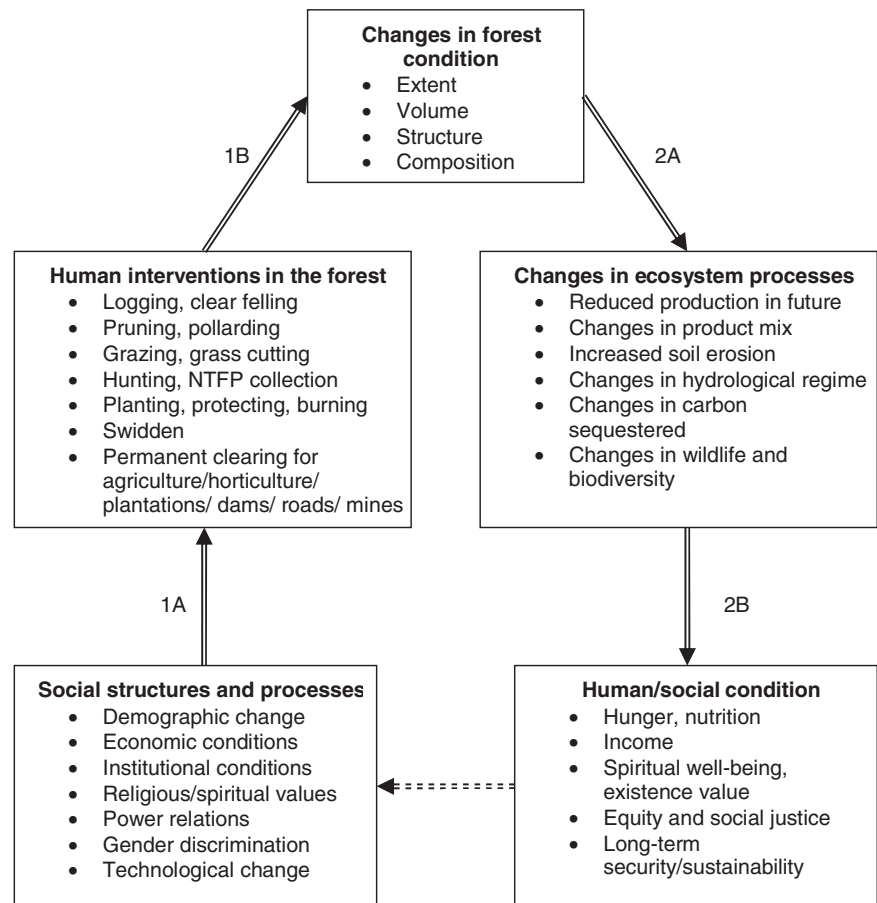 Changes in forest
condition
• Extent
• Volume
• Structure
• Composition
1B
2A
Human interventions in the forest
• Logging, clear felling
• Pruning, pollarding
• Grazing, grass cutting
• Hunting, NTFP collection
• Planting, protecting, burning
• Swidden
• Permanent clearing for
agriculture/horticulture/
plantations/ dams/ roads/ mines
Changes in ecosystem processes
• Reduced production in future
• Changes in product mix
• Increased soil erosion
• Changes in hydrological regime
• Changes in carbon
sequestered
• Changes in wildlife and
biodiversity
1A
2B
Social structures and processes
• Demographic change
• Economic conditions
• Institutional conditions
• Religious/spiritual values
• Power relations
• Gender discrimination
• Technological change
Human/social condition
• Hunger, nutrition
• Income
• Spiritual well-being,
existence value
• Equity and social justice
• Long-term
security/sustainability